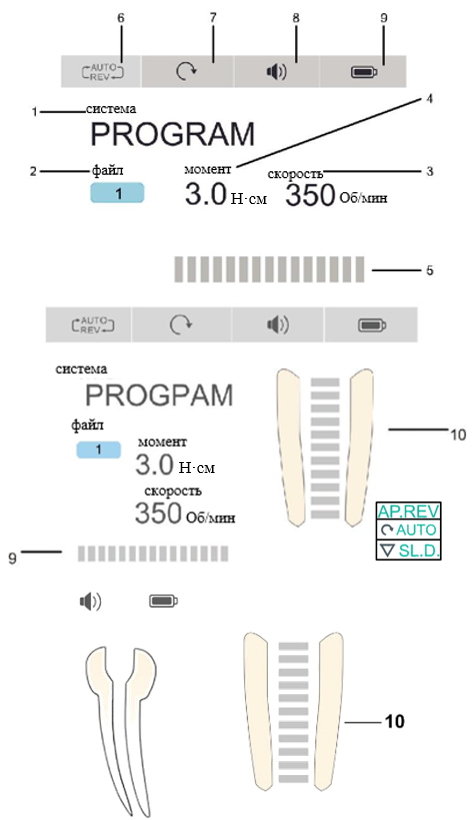 6 7 8 9
AUTO
REV
4
1 система
PROGRAM
2 файл момент скорость 3
1 3.0 Н·см 350 Об/мин
5
AUTO
REV
система
PROGPAM
файл
1 момент
3.0 Н·см
скорость
350 Об/мин
10
AP.REV
AUTO
SL.D.
9
10